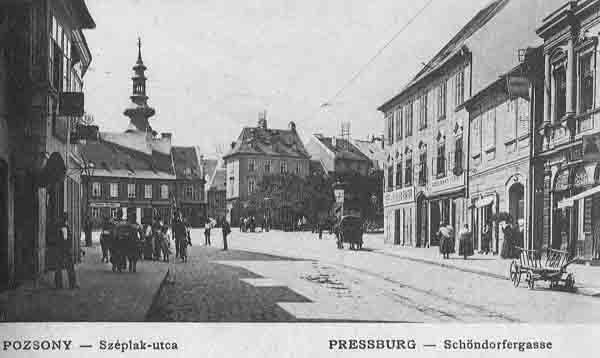 POZSONY — Széplak-utca PRESSBURG — Schöndorfergasse